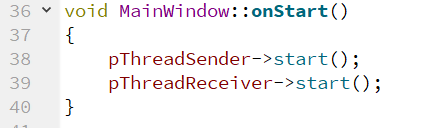 36 void MainWindow::onStart()
37 {
38     pThreadSender->start();
39     pThreadReceiver->start();
40 }